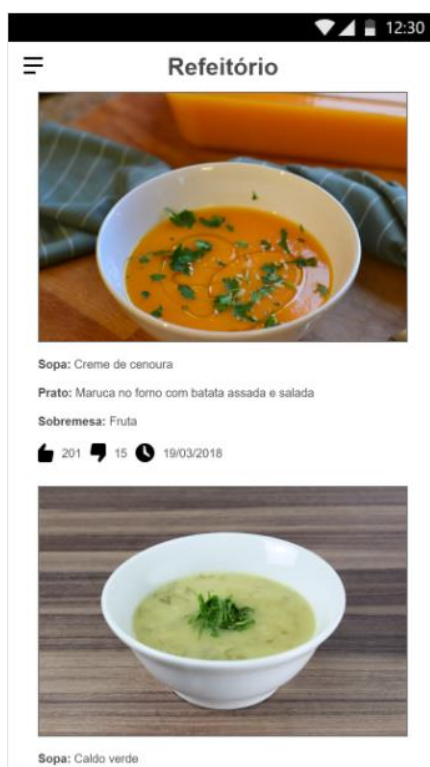 12:30
Refeitório
Sopa: Creme de cenoura
Prato: Maruca no forno com batata assada e salada
Sobremesa: Fruta
201 15 19/03/2018
Sopa: Caldo verde